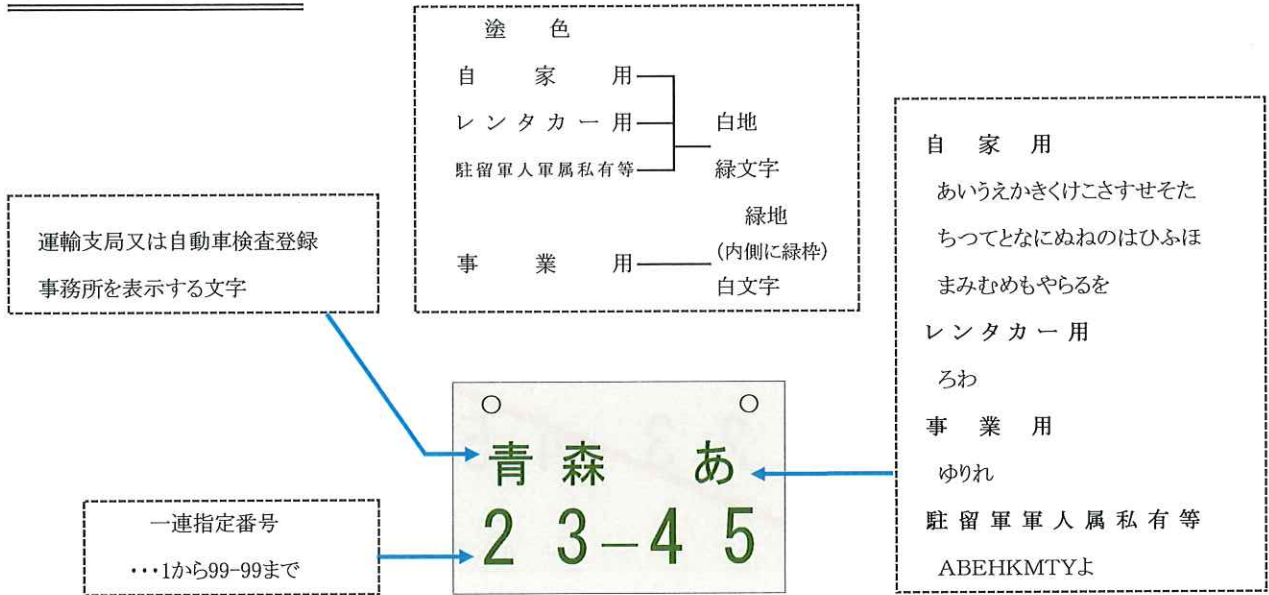 塗色
自家用
レンタカー用
駐留軍人軍属私有等
白地
緑文字
事業用
緑地
(内側に緑枠)
白文字
運輸支局又は自動車検査登録
事務所を表示する文字
一連指定番号
・・・1から99-99まで
青森 あ
23-45
自家用
あいうえかきくけこさすせそた
ちつてとなにぬねのはひふほ
まみむめもやらるを
レンタカー用
ろわ
事業用
ゆりれ
駐留軍軍人属私有等
ABEHKMTYよ